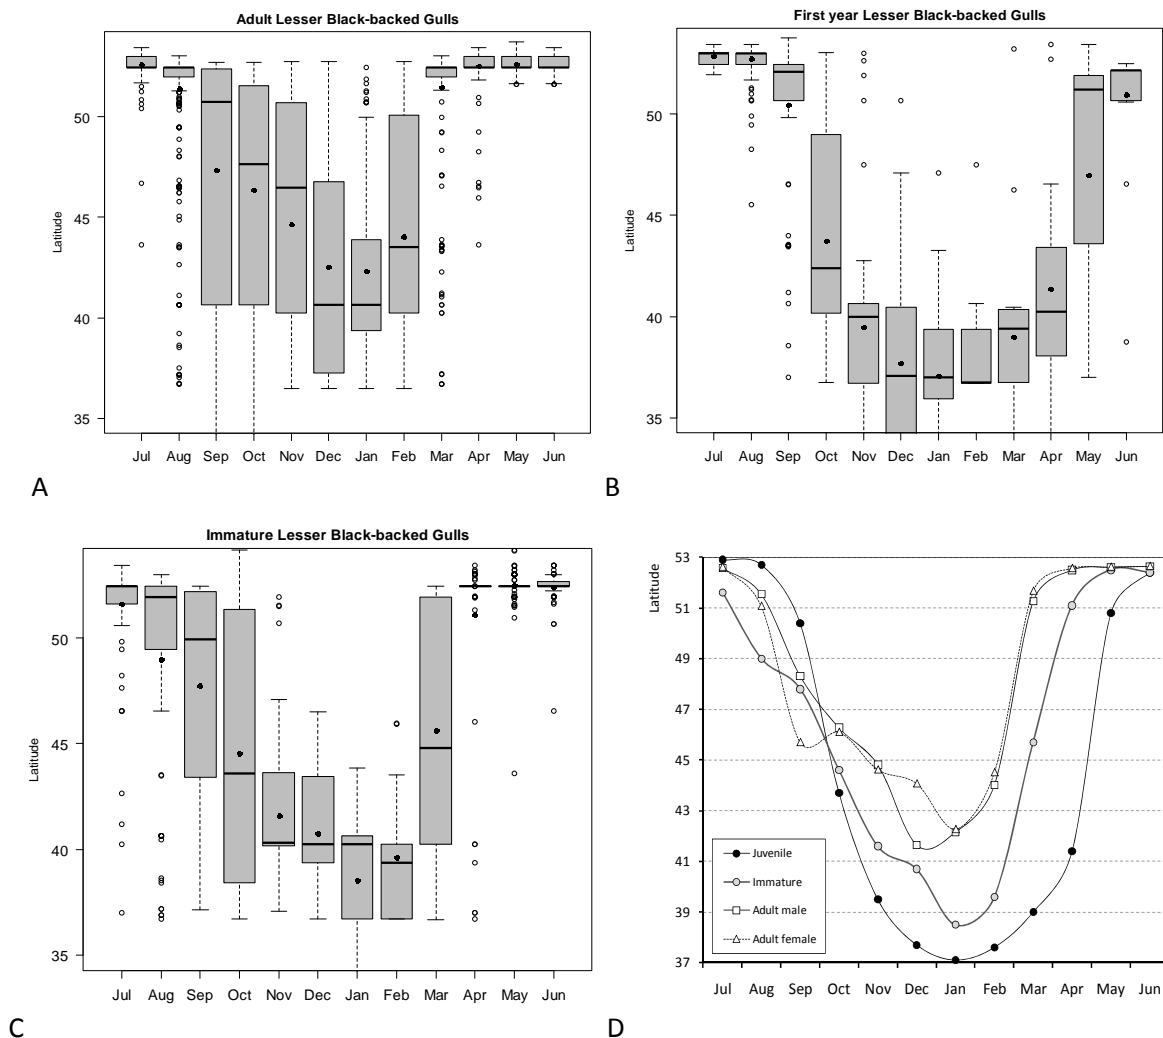 Adult Lesser Black-backed Gulls
Latitude
50
45
40
35
Jul Aug Sep Oct Nov Dec Jan Feb Mar Apr May Jun
A
First year Lesser Black-backed Gulls
Latitude
50
45
40
35
Jul Aug Sep Oct Nov Dec Jan Feb Mar Apr May Jun
B
Immature Lesser Black-backed Gulls
Latitude
50
45
40
35
Jul Aug Sep Oct Nov Dec Jan Feb Mar Apr May Jun
C
Latitude
53
51
49
47
45
43
41
39
37
Juvenile
Immature
Adult male
Adult female
Jul Aug Sep Oct Nov Dec Jan Feb Mar Apr May Jun
D